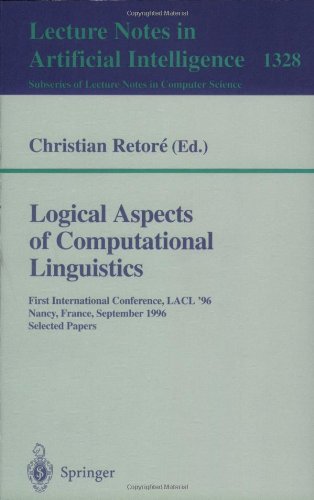 Lecture Notes in
Artificial Intelligence 1328
Subseries of Lecture Notes in Computer Science
Christian Retoré (Ed.)
Logical Aspects
of Computational
Linguistics
First International Conference, LACL '96
Nancy, France, September 1996
Selected Papers
Springer